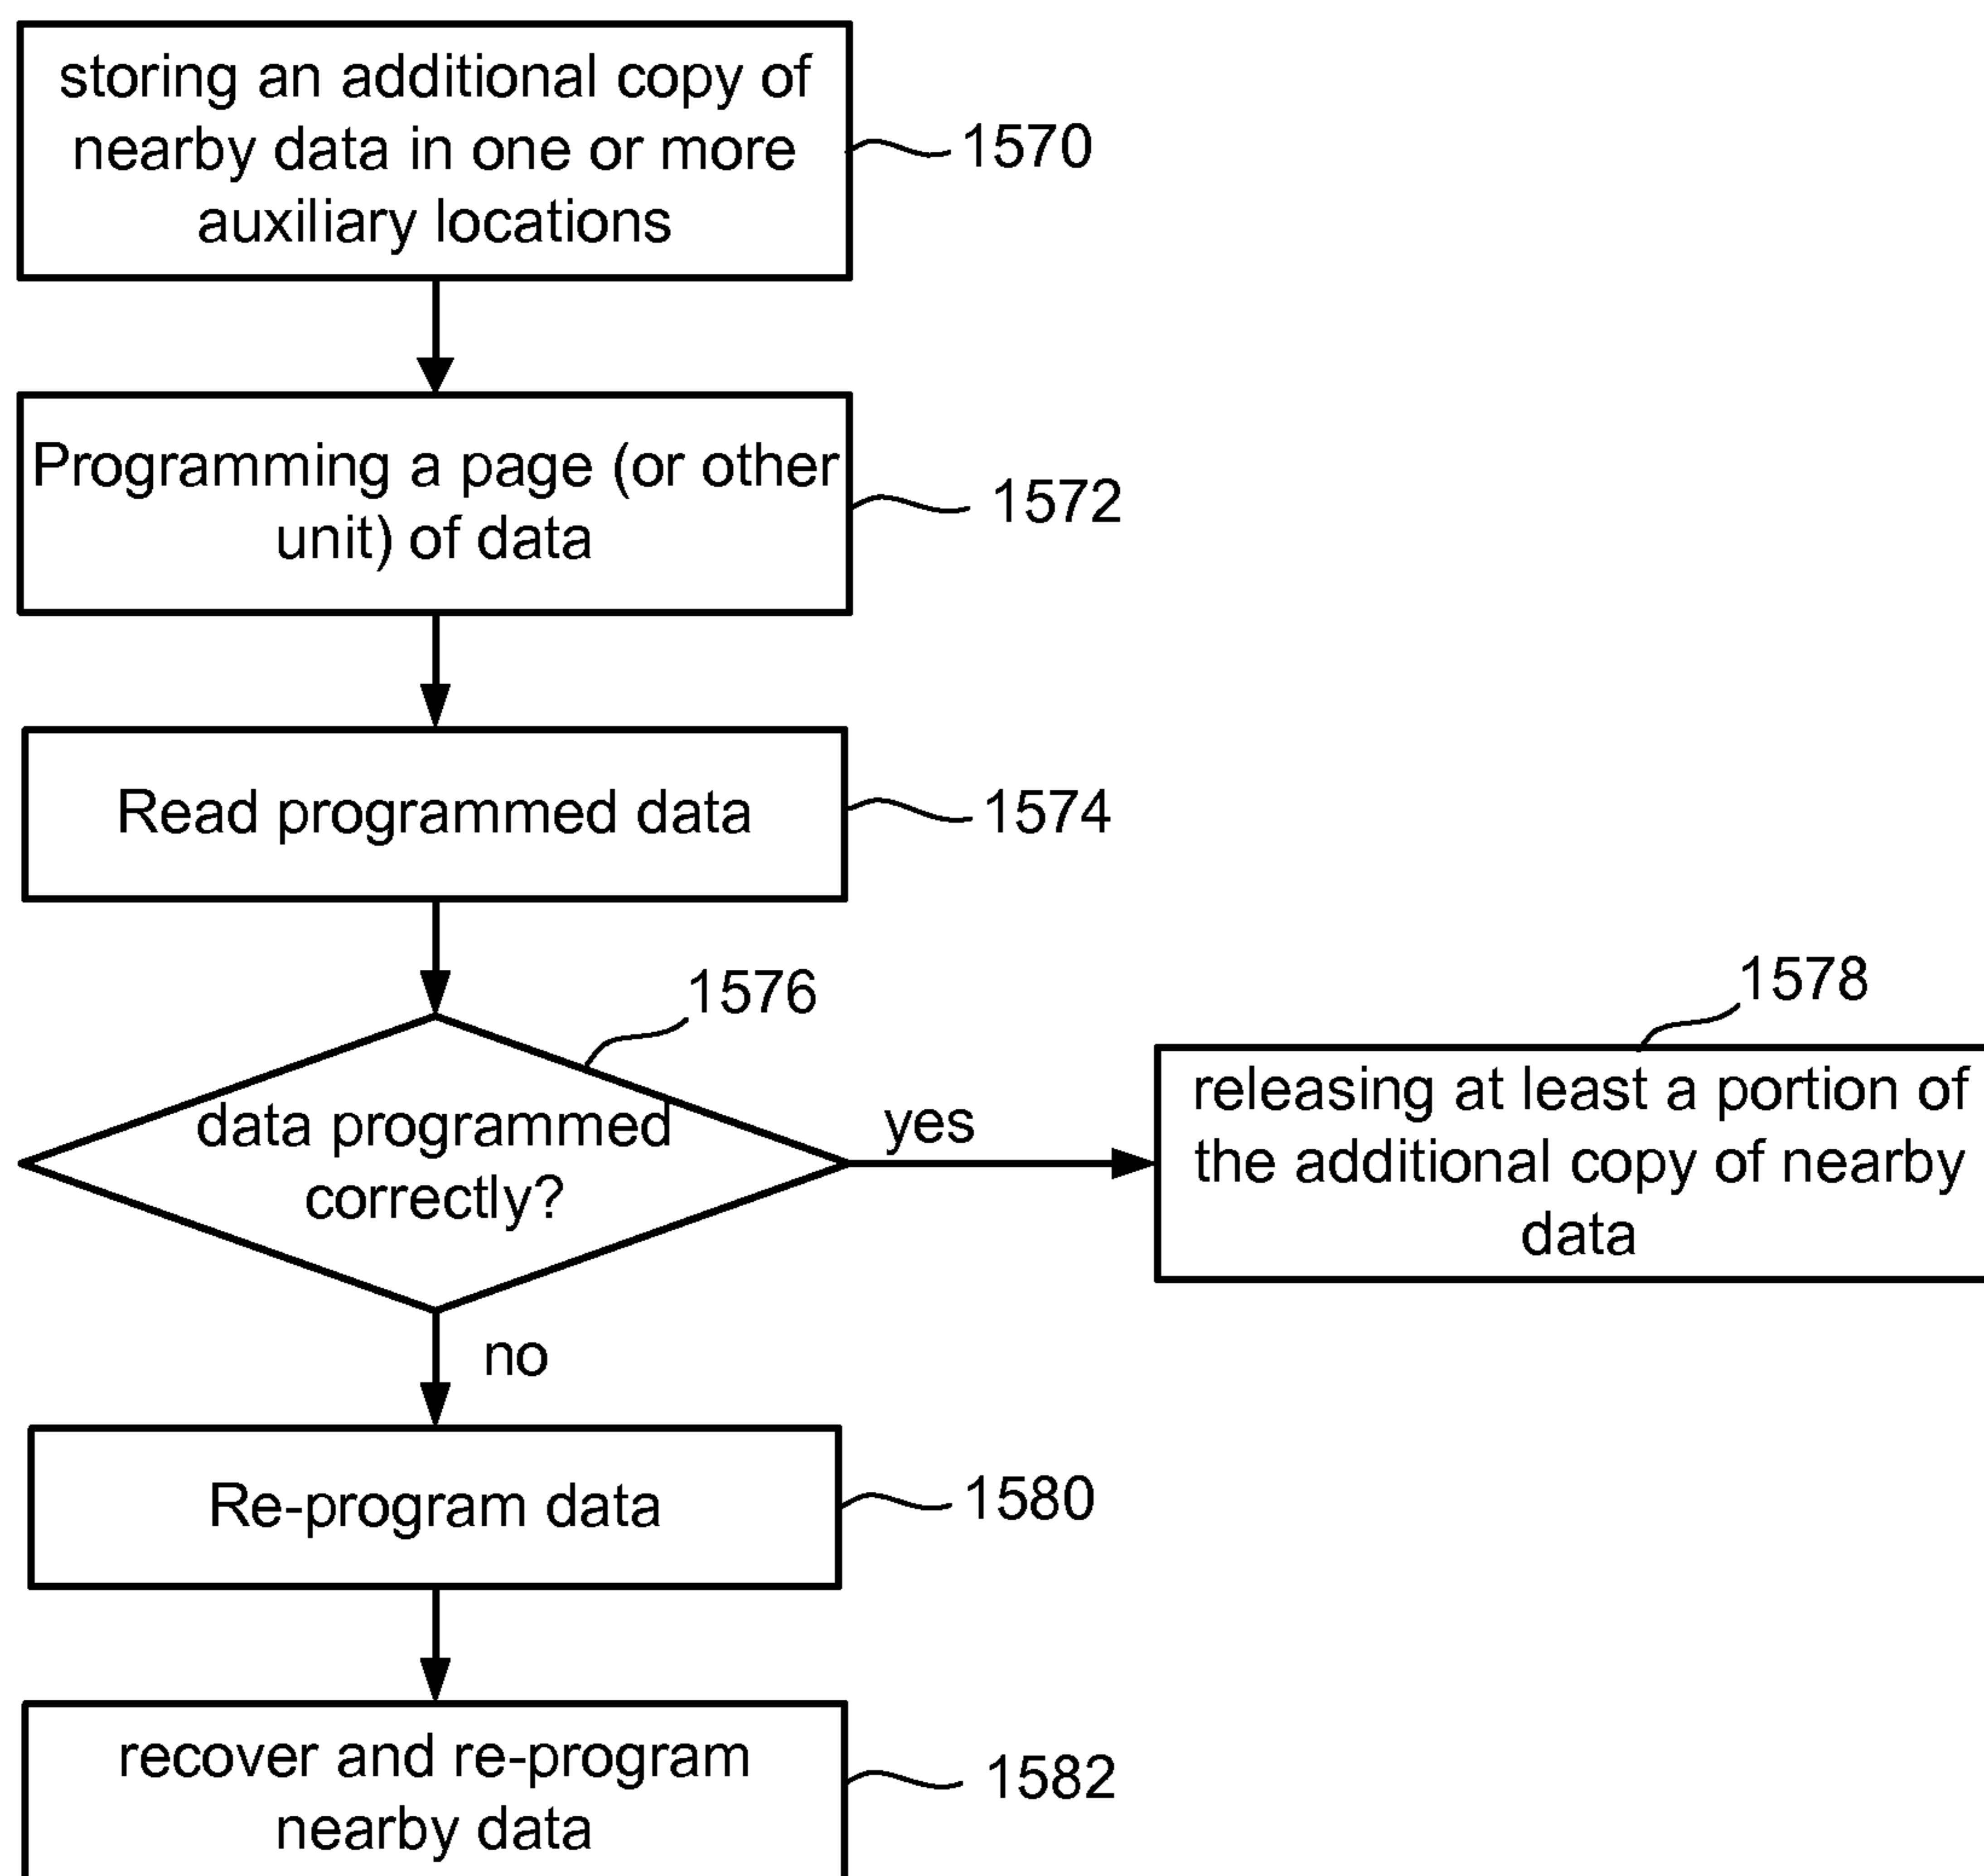 storing an additional copy of
nearby data in one or more
auxiliary locations
1570
Programming a page (or other
unit) of data
1572
Read programmed data
1574
1576
data programmed
correctly?
yes
1578
releasing at least a portion of
the additional copy of nearby
data
no
Re-program data
1580
recover and re-program
nearby data
1582